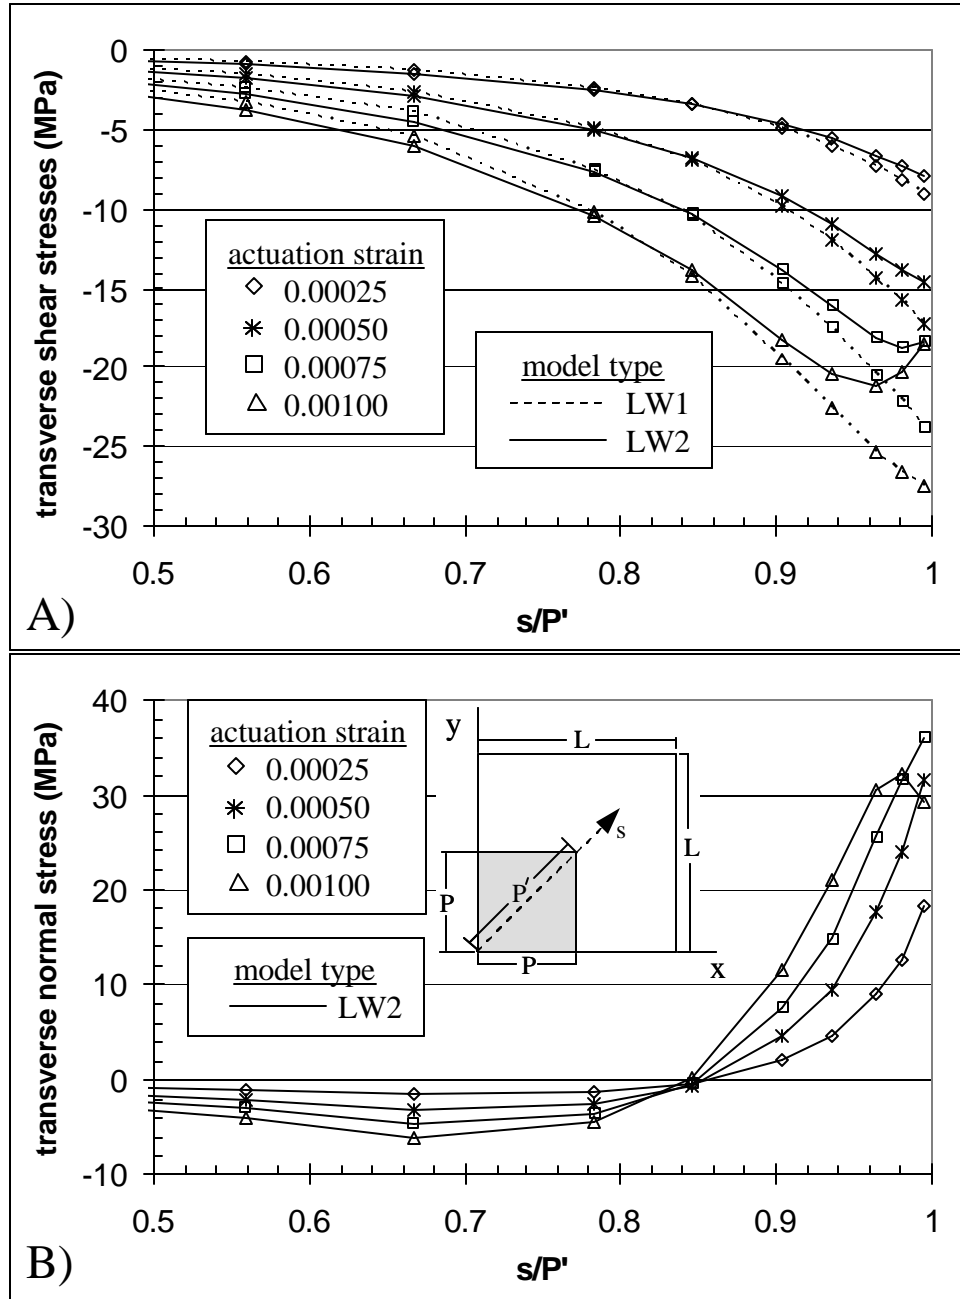 0
-5
-10
-15
-20
-25
-30
transverse shear stresses (MPa)
actuation strain
0.00025
0.00050
0.00075
0.00100
model type
LW1
LW2
0.5 0.6 0.7 0.8 0.9 1
s/P'
A)
40
30
20
10
0
-10
transverse normal stress (MPa)
actuation strain
0.00025
0.00050
0.00075
0.00100
model type
LW2
y
L
s
L
P'
P
P
x
0.5 0.6 0.7 0.8 0.9 1
s/P'
B)